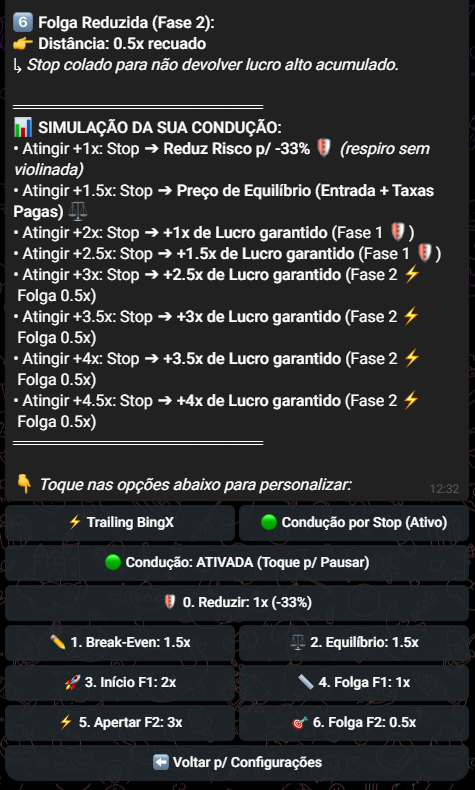 6️⃣ Folga Reduzida (Fase 2):
👉 Distância: 0.5x recuado
↳ Stop colado para não devolver lucro alto acumulado.
══════════════════════
📊 SIMULAÇÃO DA SUA CONDUÇÃO:
• Atingir +1x: Stop ➔ Reduz Risco p/ -33% 🛡️ (respiro sem
violinada)
• Atingir +1.5x: Stop ➔ Preço de Equilíbrio (Entrada + Taxas
Pagas) ⚖️
• Atingir +2x: Stop ➔ +1x de Lucro garantido (Fase 1 🛡️)
• Atingir +2.5x: Stop ➔ +1.5x de Lucro garantido (Fase 1 🛡️)
• Atingir +3x: Stop ➔ +2.5x de Lucro garantido (Fase 2 ⚡
Folga 0.5x)
• Atingir +3.5x: Stop ➔ +3x de Lucro garantido (Fase 2 ⚡
Folga 0.5x)
• Atingir +4x: Stop ➔ +3.5x de Lucro garantido (Fase 2 ⚡
Folga 0.5x)
• Atingir +4.5x: Stop ➔ +4x de Lucro garantido (Fase 2 ⚡
Folga 0.5x)
══════════════════════
👇 Toque nas opções abaixo para personalizar:
12:32
⚡ Trailing BingX
🟢 Condução por Stop (Ativo)
🟢 Condução: ATIVADA (Toque p/ Pausar)
🛡️ 0. Reduzir: 1x (-33%)
✏️ 1. Break-Even: 1.5x
⚖️ 2. Equilíbrio: 1.5x
🚀 3. Início F1: 2x
📏 4. Folga F1: 1x
⚡ 5. Apertar F2: 3x
🎯 6. Folga F2: 0.5x
⬅️ Voltar p/ Configurações